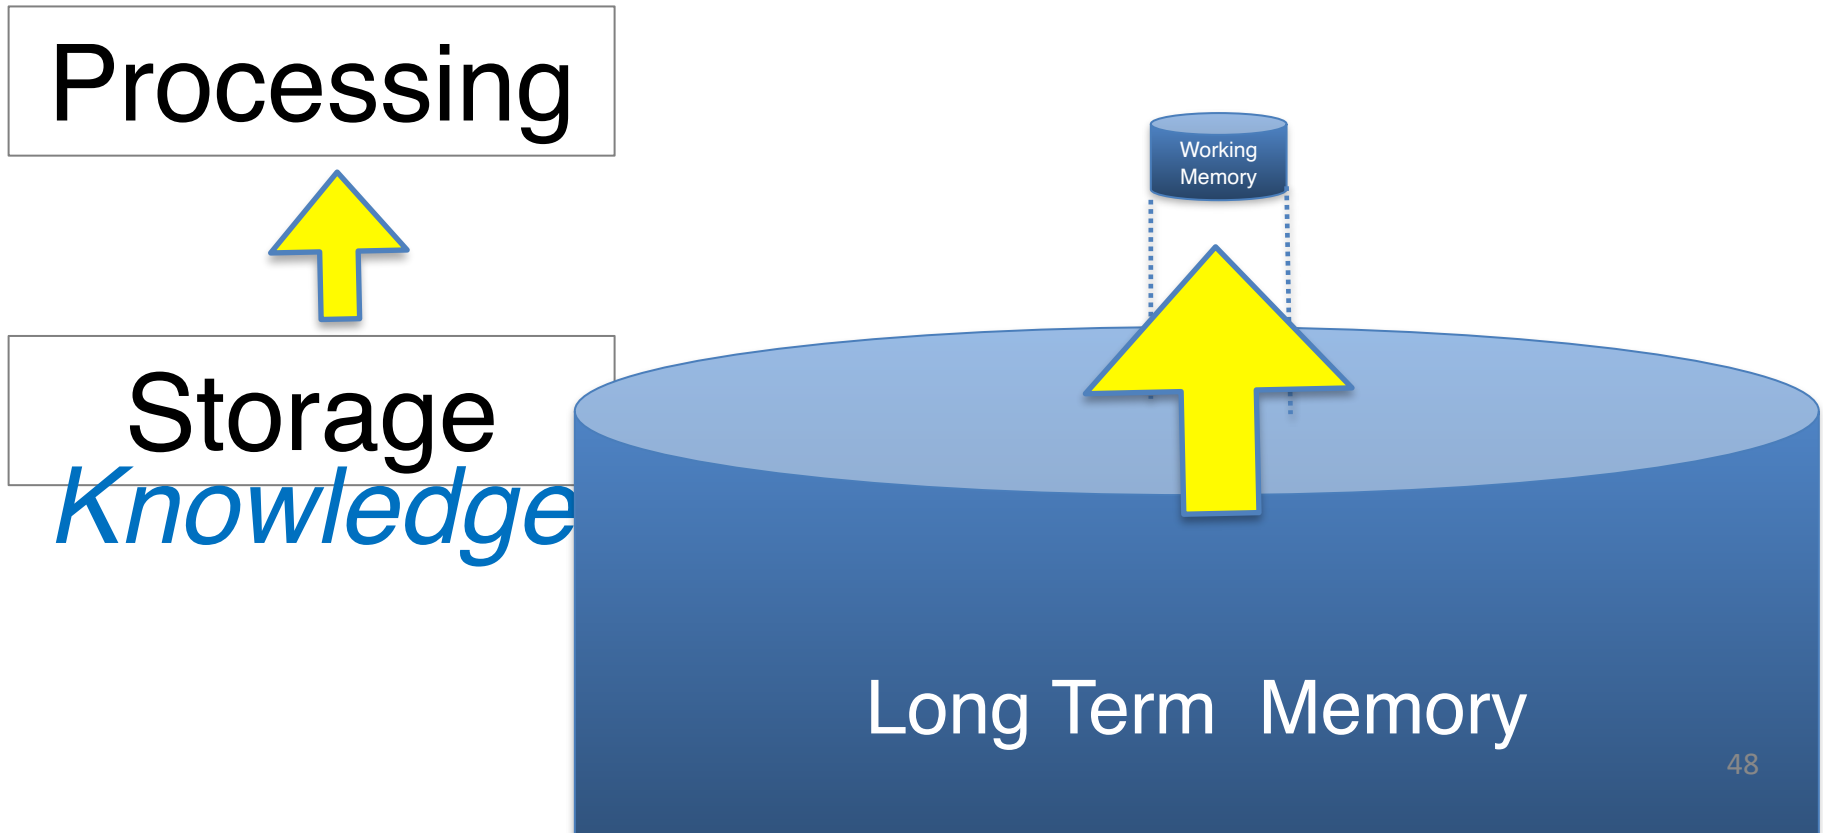 Processing
Working
Memory
Storage
Knowledge
Long Term Memory
48